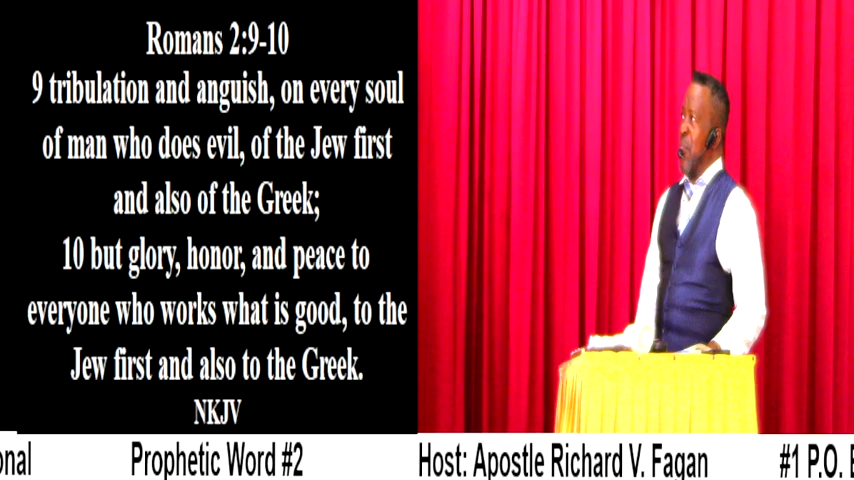 Romans 2:9-10
9 tribulation and anguish, on every soul
of man who does evil, of the Jew first
and also of the Greek;
10 but glory, honor, and peace to
everyone who works what is good, to the
Jew first and also to the Greek.
NKJV
onal Prophetic Word #2 Host: Apostle Richard V. Fagan #1 P.O.